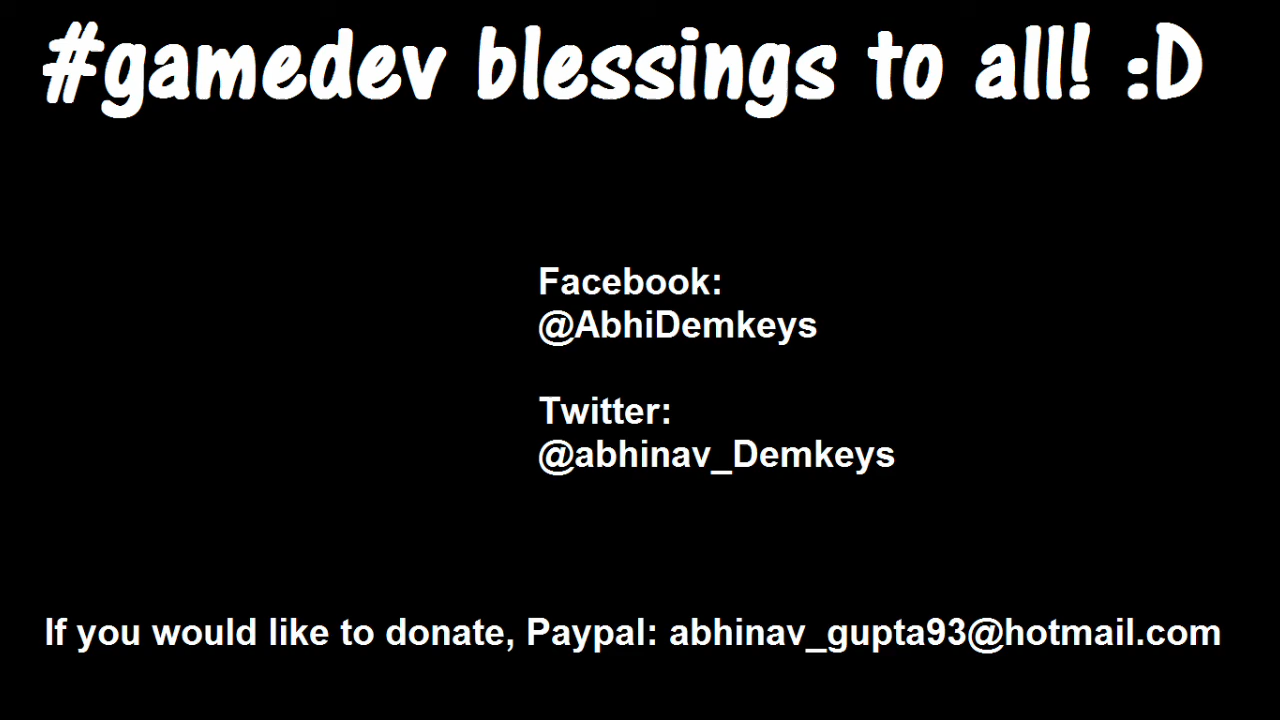 #gamedev blessings to all! :D
Facebook:
@AbhiDemkeys
Twitter:
@abhinav_Demkeys
If you would like to donate, Paypal: abhinav_gupta93@hotmail.com